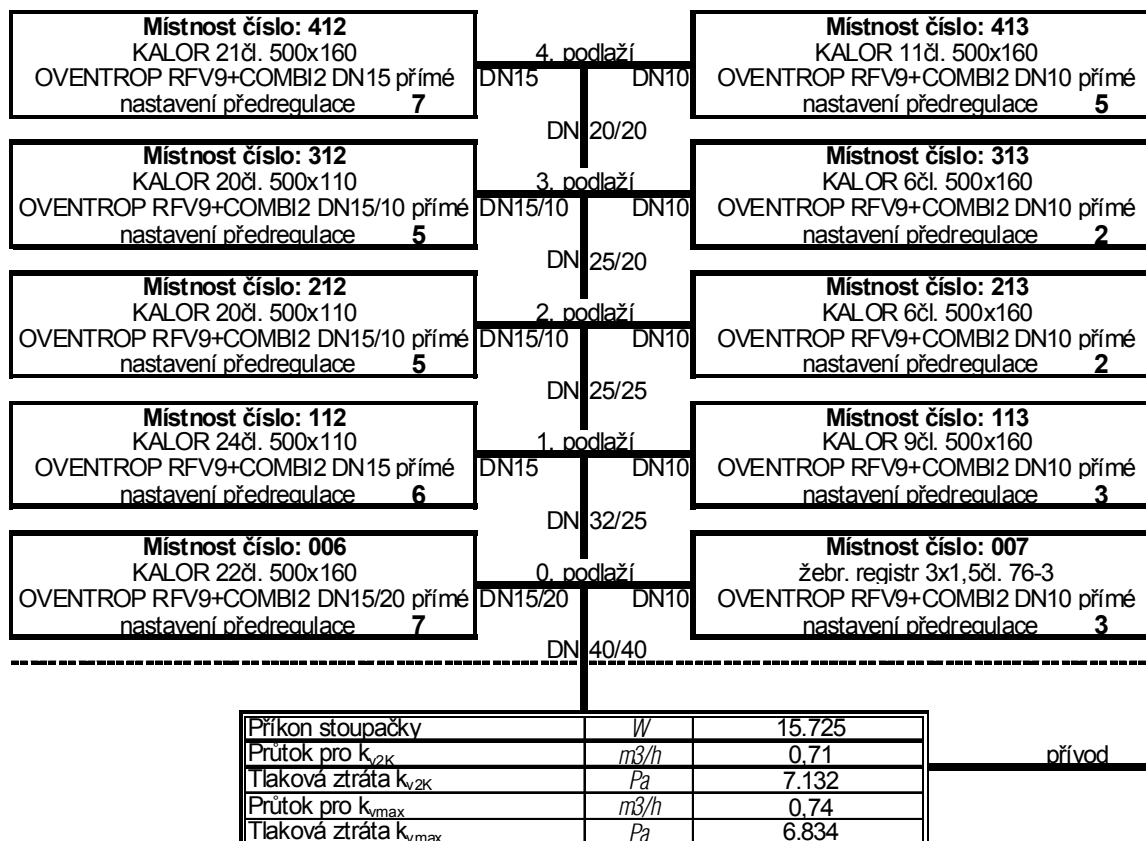 Místnost číslo: 412
KALOR 21čl. 500x160
OVENTROP RFV9+COMBI2 DN15 přímé
nastavení předregulace 7
4. podlaží
DN15 DN10
Místnost číslo: 413
KALOR 11čl. 500x160
OVENTROP RFV9+COMBI2 DN10 přímé
nastavení předregulace 5
DN 20/20
Místnost číslo: 312
KALOR 20čl. 500x110
OVENTROP RFV9+COMBI2 DN15/10 přímé
nastavení předregulace 5
3. podlaží
DN15/10 DN10
Místnost číslo: 313
KALOR 6čl. 500x160
OVENTROP RFV9+COMBI2 DN10 přímé
nastavení předregulace 2
DN 25/20
Místnost číslo: 212
KALOR 20čl. 500x110
OVENTROP RFV9+COMBI2 DN15/10 přímé
nastavení předregulace 5
2. podlaží
DN15/10 DN10
Místnost číslo: 213
KALOR 6čl. 500x160
OVENTROP RFV9+COMBI2 DN10 přímé
nastavení předregulace 2
DN 25/25
Místnost číslo: 112
KALOR 24čl. 500x110
OVENTROP RFV9+COMBI2 DN15 přímé
nastavení předregulace 6
1. podlaží
DN15 DN10
Místnost číslo: 113
KALOR 9čl. 500x160
OVENTROP RFV9+COMBI2 DN10 přímé
nastavení předregulace 3
DN 32/25
Místnost číslo: 006
KALOR 22čl. 500x160
OVENTROP RFV9+COMBI2 DN15/20 přímé
nastavení předregulace 7
0. podlaží
DN15/20 DN10
Místnost číslo: 007
žebr. registr 3x1,5čl. 76-3
OVENTROP RFV9+COMBI2 DN10 přímé
nastavení předregulace 3
DN 40/40
Příkon stoupačky W 15.725
Průtok pro kv2K m3/h 0,71
Tlaková ztráta kv2K Pa 7.132
Průtok pro kvmax m3/h 0,74
Tlaková ztráta kvmax Pa 6.834
přívod